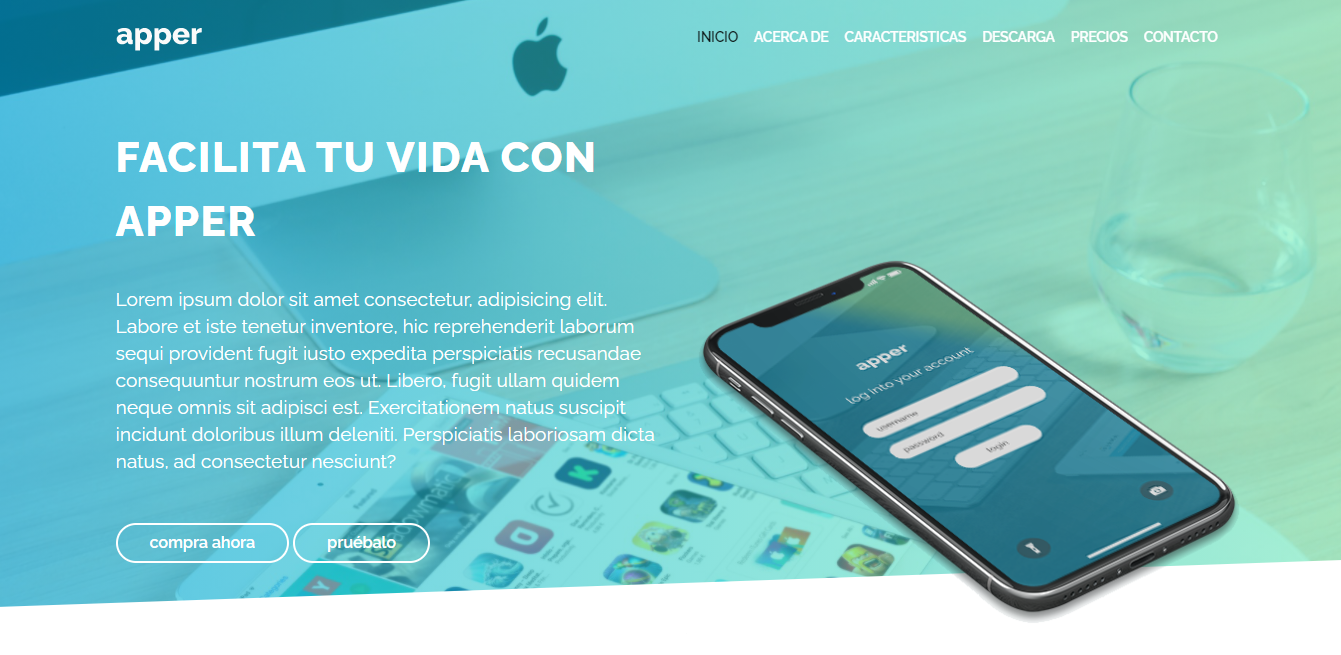 apper
INICIO ACERCA DE CARACTERISTICAS DESCARGA PRECIOS CONTACTO
FACILITA TU VIDA CON
APPER
Lorem ipsum dolor sit amet consectetur, adipisicing elit.
Labore et iste tenetur inventore, hic reprehenderit laborum
sequi provident fugit iusto expedita perspiciatis recusandae
consequuntur nostrum eos ut. Libero, fugit ullam quidem
neque omnis sit adipisci est. Exercitationem natus suscipit
incidunt doloribus illum deleniti. Perspiciatis laboriosam dicta
natus, ad consectetur nesciunt?
compra ahora pruébalo
apper
log into your account
username
password
login